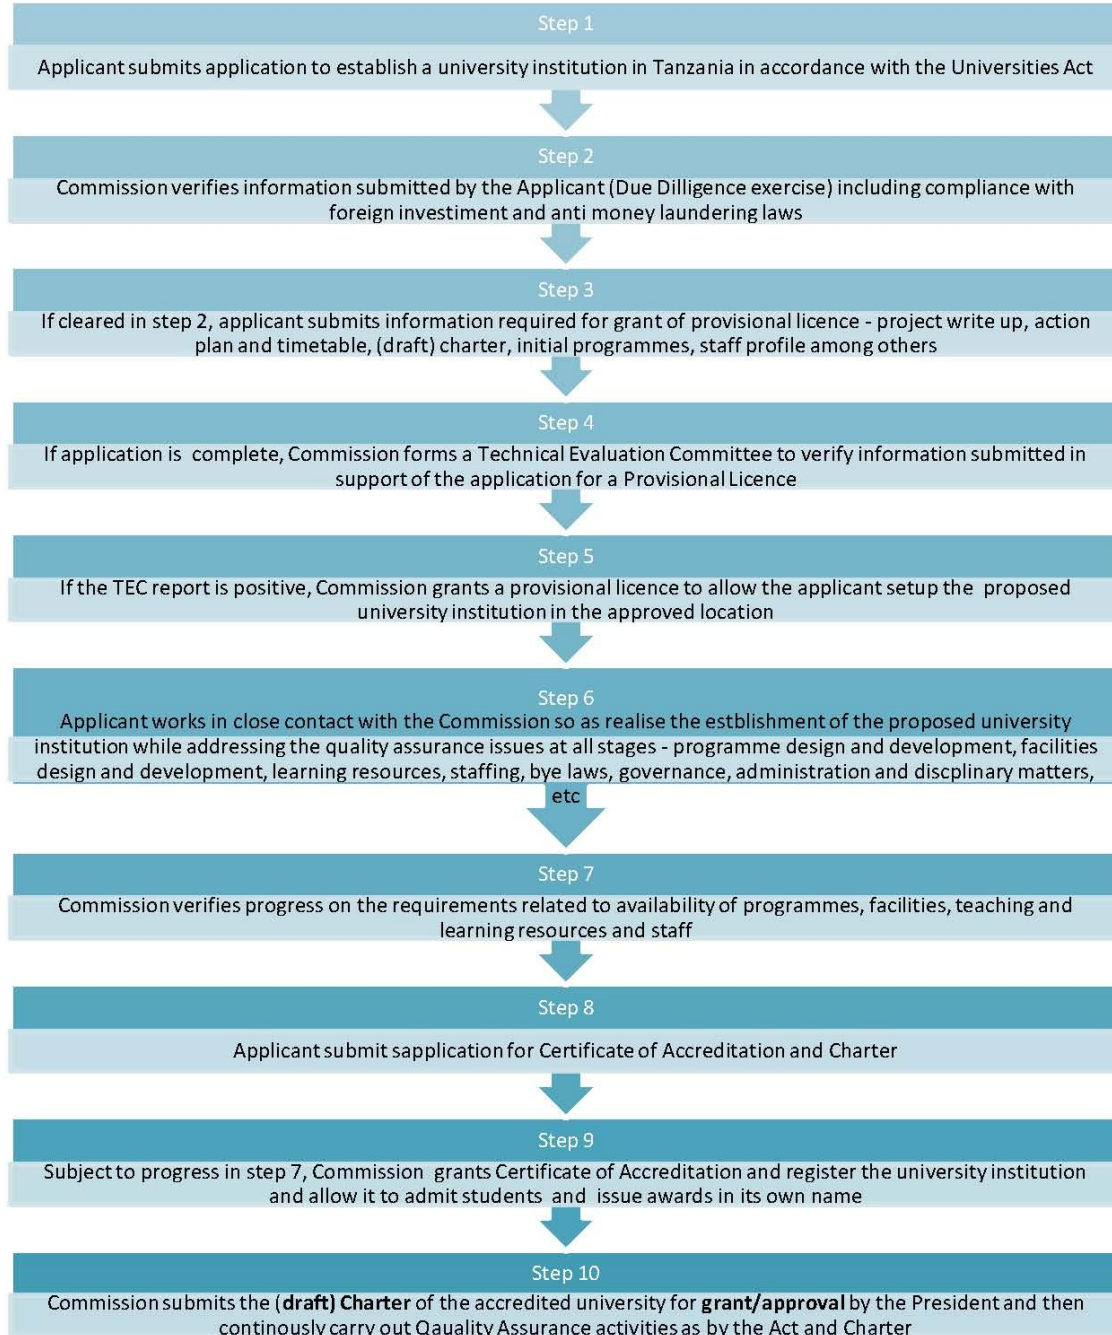 Step 1
Applicant submits application to establish a university institution in Tanzania in accordance with the Universities Act
Step 2
Commission verifies information submitted by the Applicant (Due Dilligence exercise) including compliance with
foreign investiment and anti money laundering laws
Step 3
If cleared in step 2, applicant submits information required for grant of provisional licence - project write up, action
plan and timetable, (draft) charter, initial programmes, staff profile among others
Step 4
If application is complete, Commission forms a Technical Evaluation Committee to verify information submitted in
support of the application for a Provisional Licence
Step 5
If the TEC report is positive, Commission grants a provisional licence to allow the applicant setup the proposed
university institution in the approved location
Step 6
Applicant works in close contact with the Commission so as realise the estblishment of the proposed university
institution while addressing the quality assurance issues at all stages - programme design and development, facilities
design and development, learning resources, staffing, bye laws, governance, administration and discplinary matters,
etc
Step 7
Commission verifies progress on the requirements related to availability of programmes, facilities, teaching and
learning resources and staff
Step 8
Applicant submit sapplication for Certificate of Accreditation and Charter
Step 9
Subject to progress in step 7, Commission grants Certificate of Accreditation and register the university institution
and allow it to admit students and issue awards in its own name
Step 10
Commission submits the (draft) Charter of the accredited university for grant/approval by the President and then
continously carry out Qauality Assurance activities as by the Act and Charter